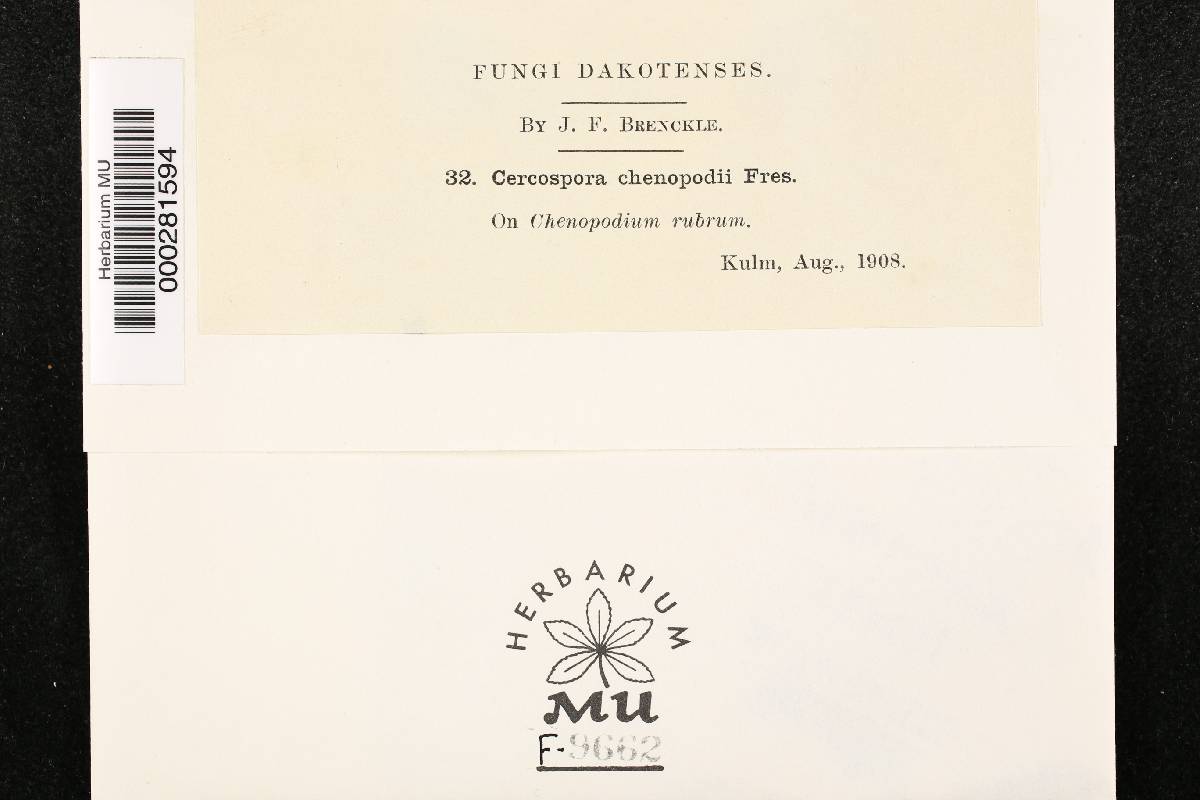 FUNGI DAKOTENSES.
BY J. F. BRENCKLE.
32. Cercospora chenopodii Fres.
On Chenopodium rubrum.
Kulm, Aug., 1908.
Herbarium MU
000281594
HERBARIUM
MU
F-9662